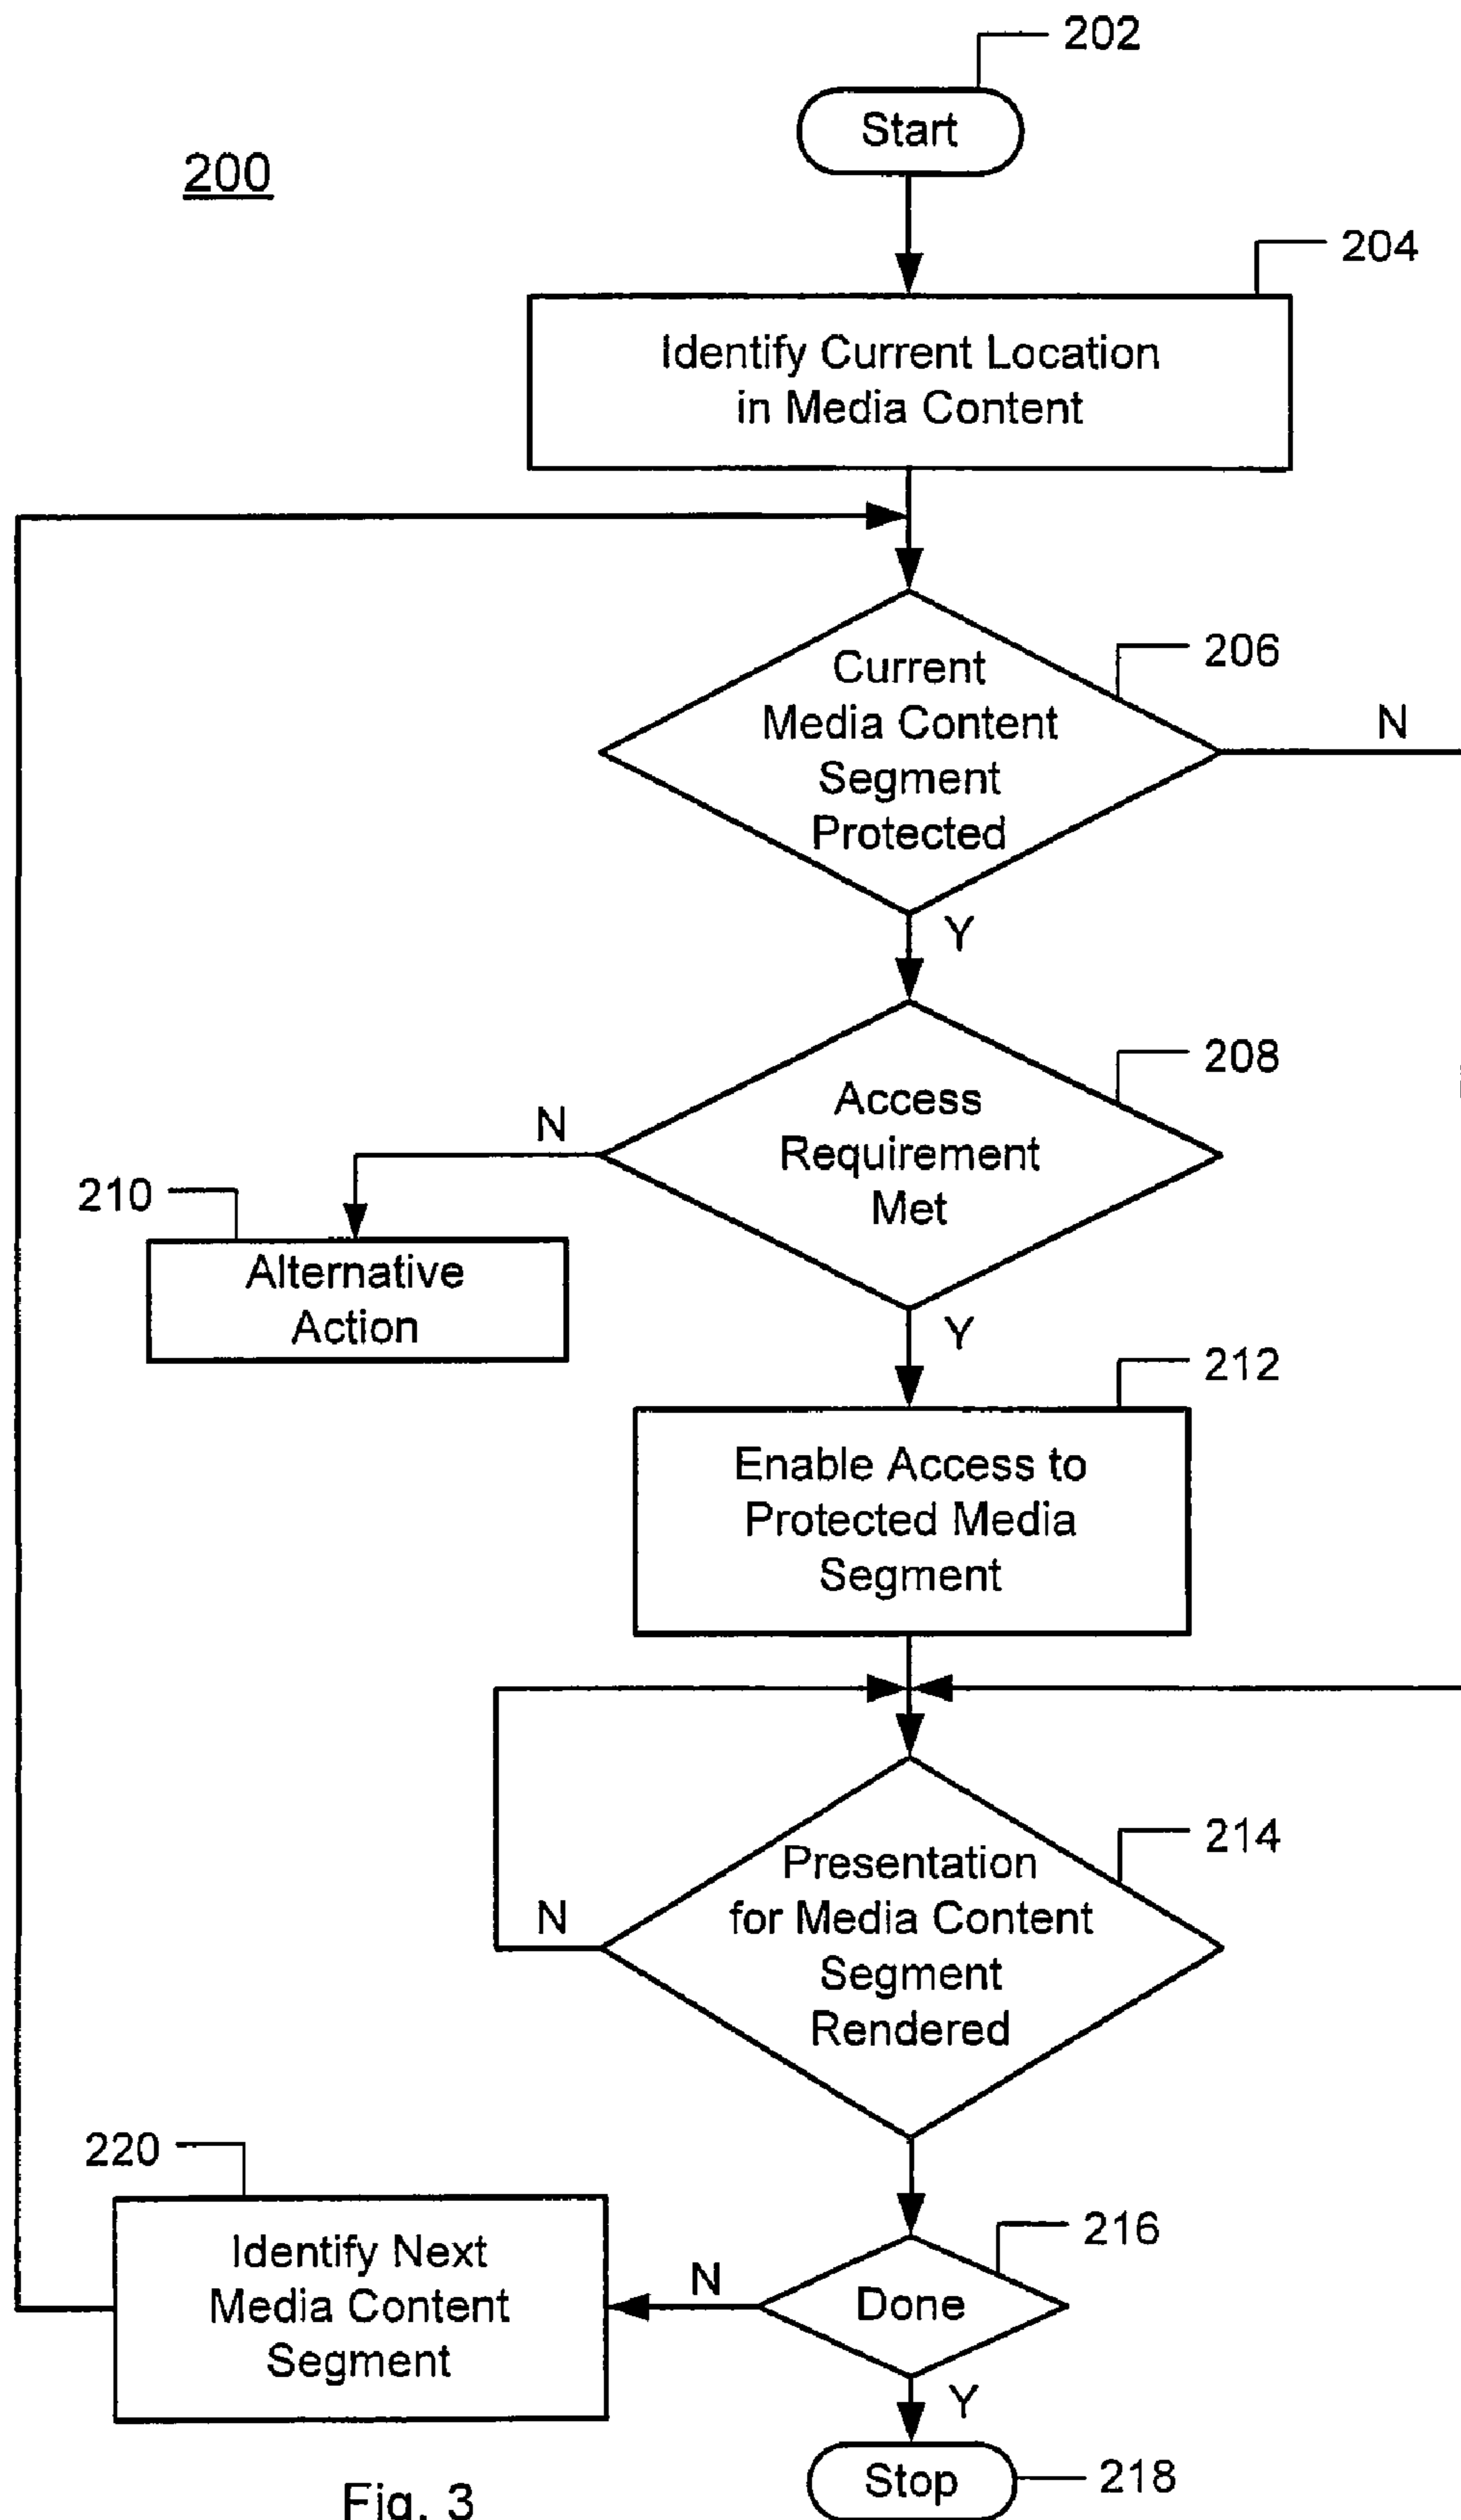 202
Start
200
204
Identify Current Location
in Media Content
206
Current
Media Content
Segment
Protected
N
Y
208
Access
Requirement
Met
N
210
Alternative
Action
Y
212
Enable Access to
Protected Media
Segment
214
Presentation
for Media Content
Segment
Rendered
N
220
Identify Next
Media Content
Segment
216
N
Done
Y
Stop
218
Fig. 3